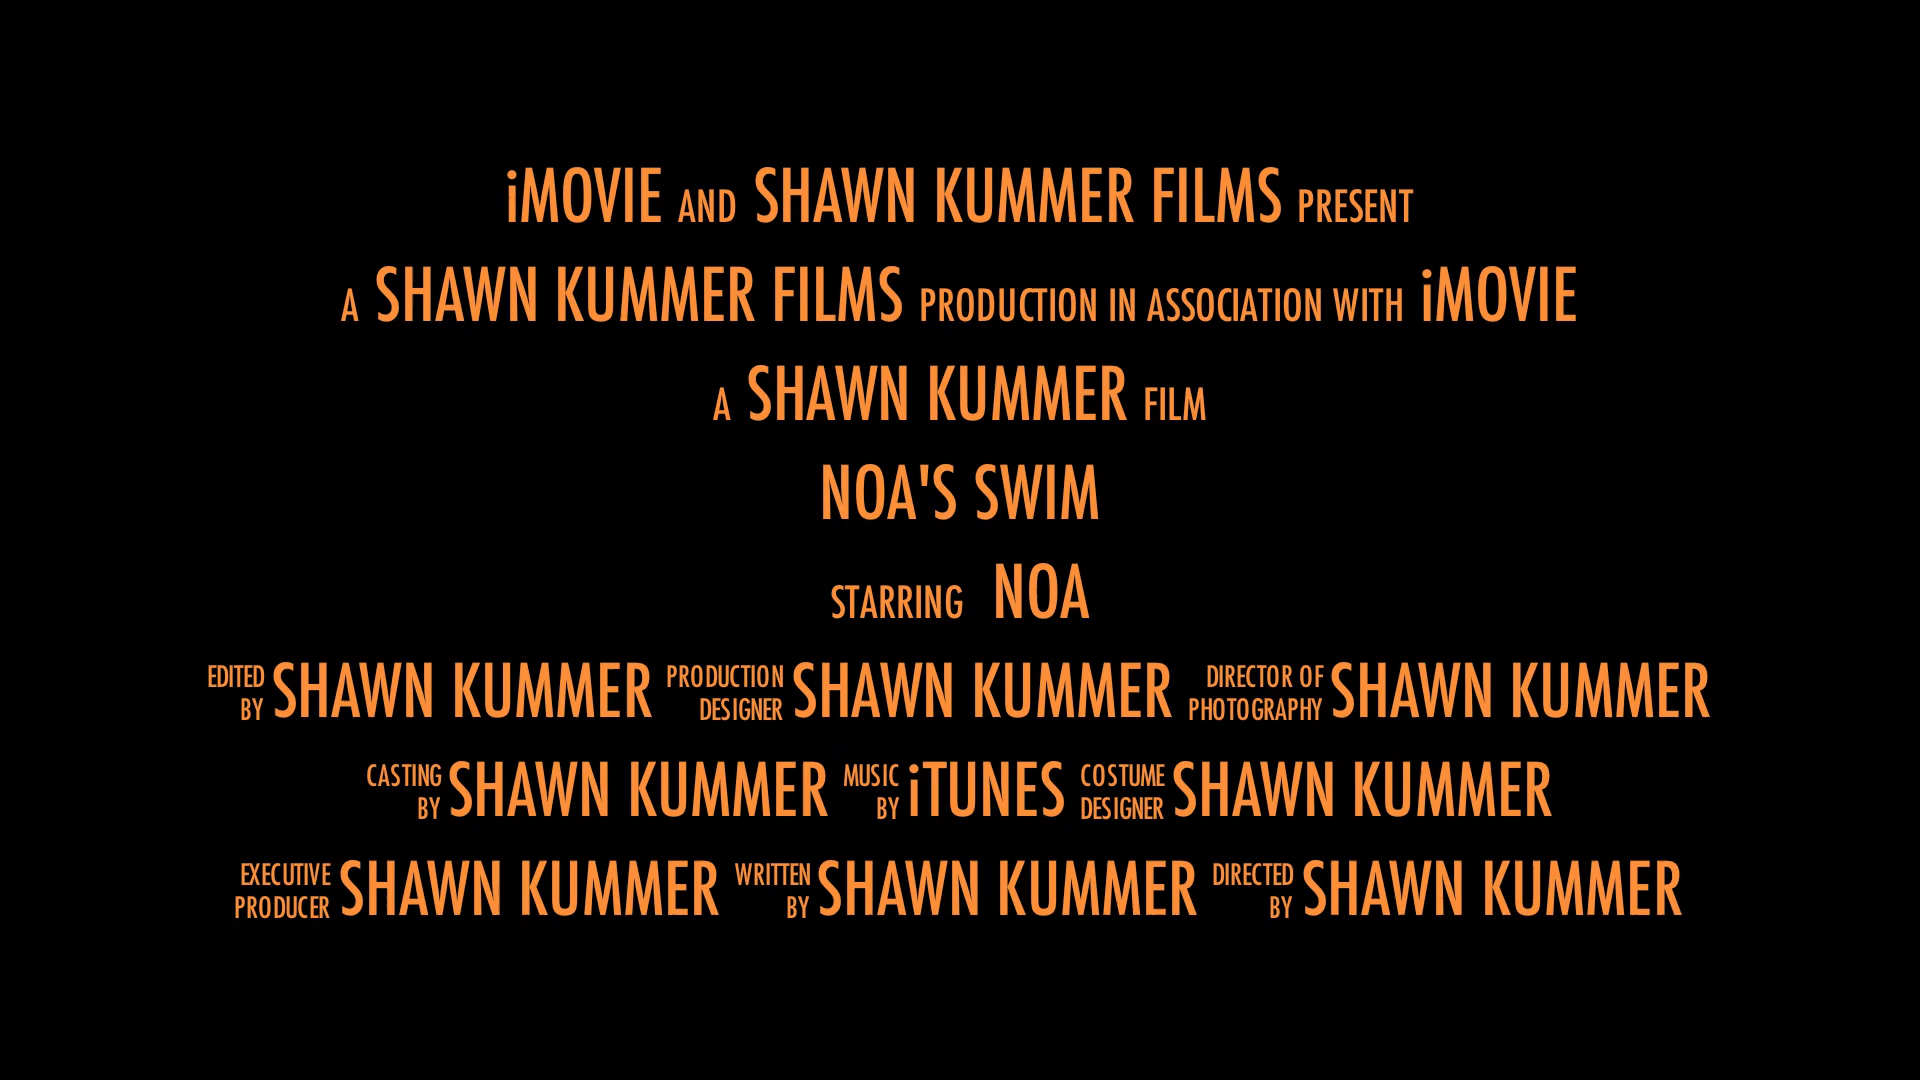 iMOVIE AND SHAWN KUMMER FILMS PRESENT
A SHAWN KUMMER FILMS PRODUCTION IN ASSOCIATION WITH iMOVIE
A SHAWN KUMMER FILM
NOA'S SWIM
STARRING NOA
EDITED BY SHAWN KUMMER PRODUCTION DESIGNER SHAWN KUMMER DIRECTOR OF PHOTOGRAPHY SHAWN KUMMER
CASTING BY SHAWN KUMMER MUSIC BY iTUNES COSTUME DESIGNER SHAWN KUMMER
EXECUTIVE PRODUCER SHAWN KUMMER WRITTEN BY SHAWN KUMMER DIRECTED BY SHAWN KUMMER